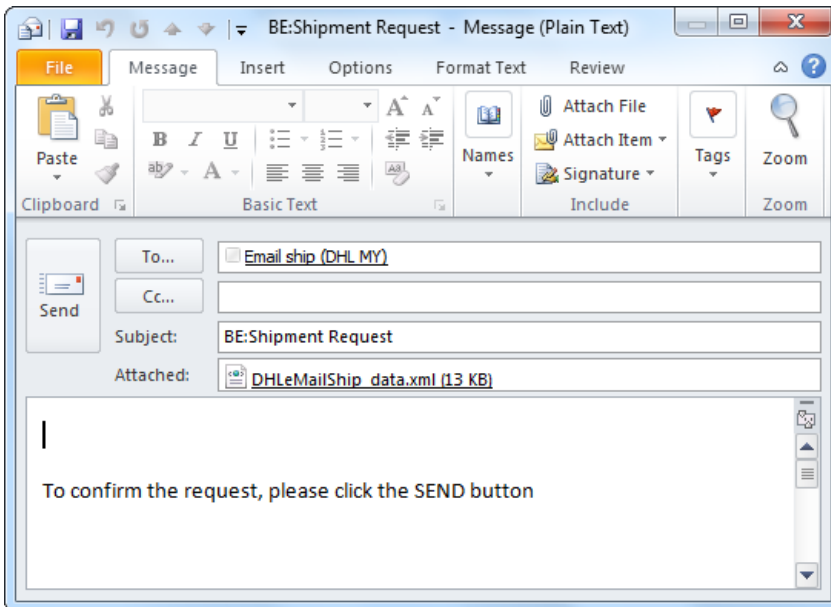 BE:Shipment Request - Message (Plain Text)
File Message Insert Options Format Text Review
Paste
B I U
A A
ab A
Aa
Names
Attach File
Attach Item
Signature
Tags
Zoom
Clipboard Basic Text Include Zoom
Send
To... Email ship (DHL MY)
Cc...
Subject: BE:Shipment Request
Attached: DHLeMailShip_data.xml (13 KB)
To confirm the request, please click the SEND button